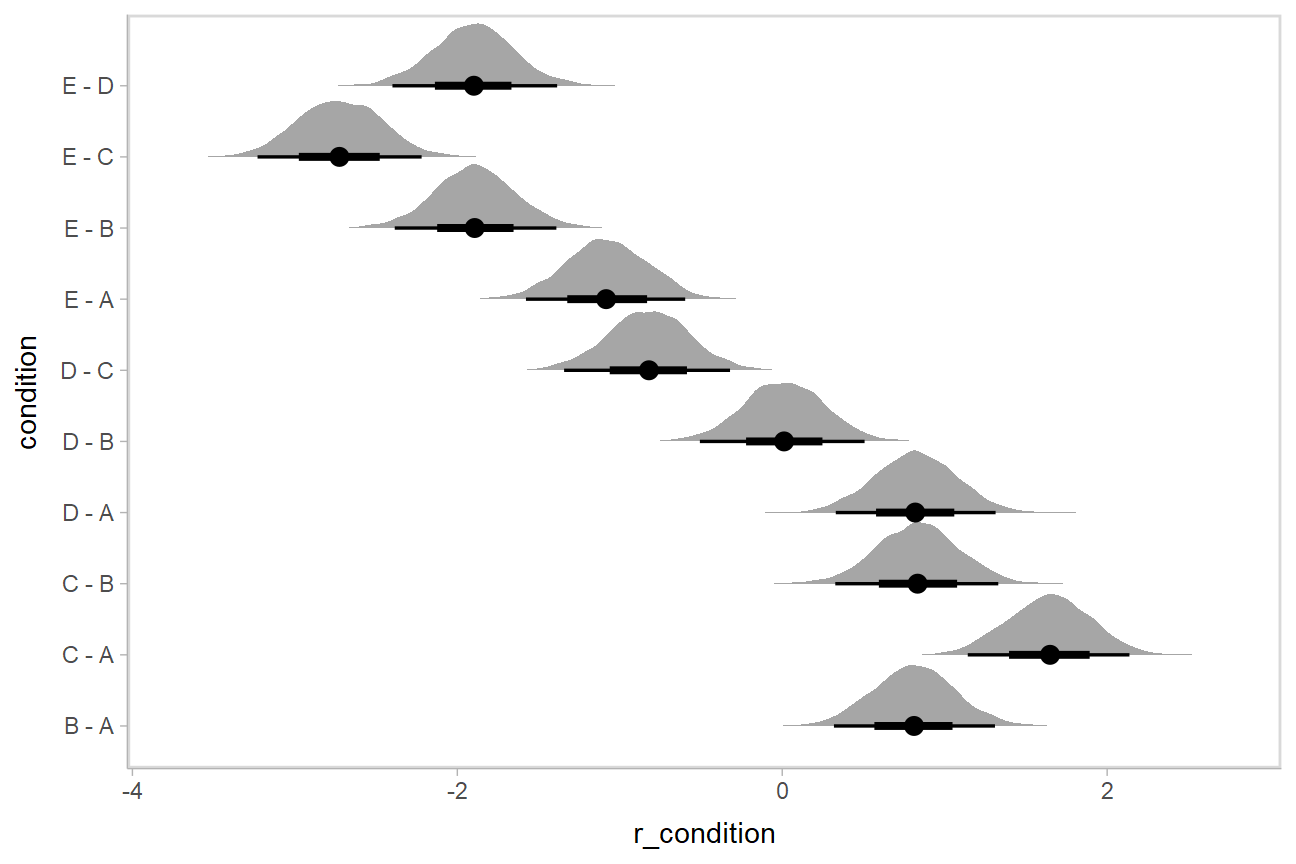 E - D
E - C
E - B
E - A
D - C
D - B
D - A
C - B
C - A
B - A
condition
-4 -2 0 2
r_condition